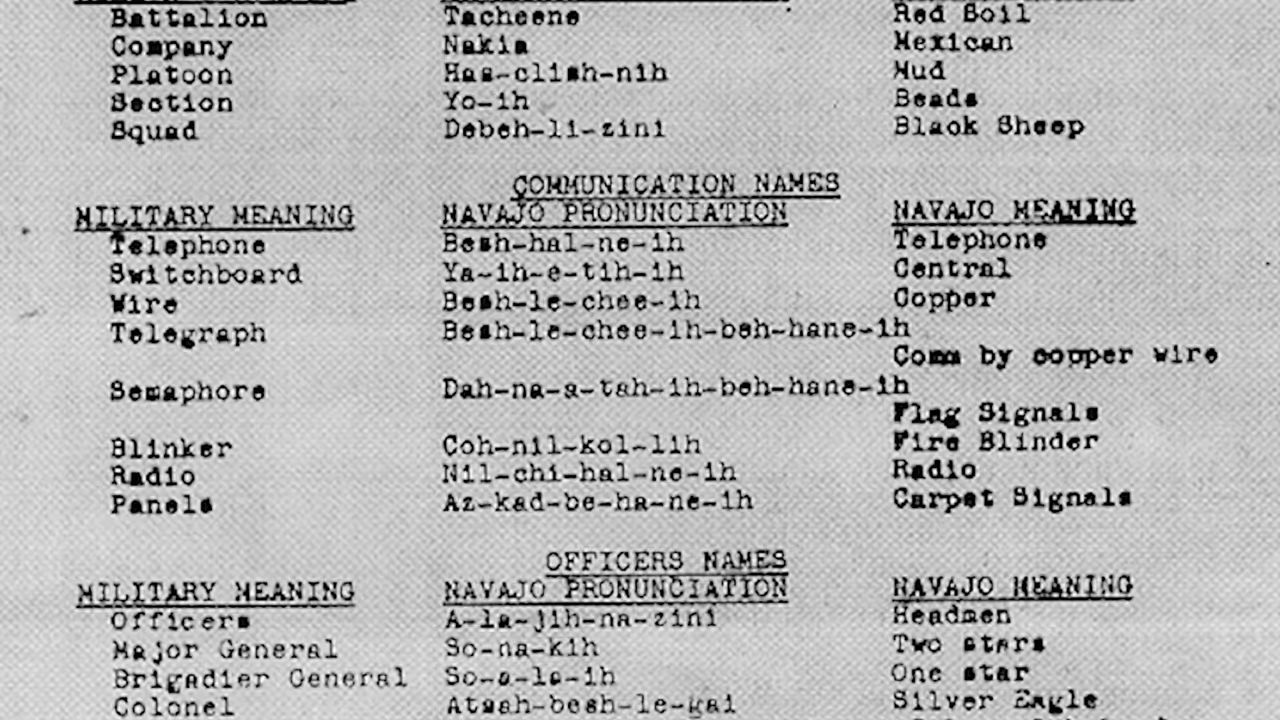 Battalion Tacheene Red Soil
Company Nakia Mexican
Platoon Has-clish-nih Mud
Section Yo-ih Beads
Squad Debeh-li-zini Black Sheep
COMMUNICATION NAMES
MILITARY MEANING NAVAJO PRONUNCIATION NAVAJO MEANING
Telephone Besh-hal-ne-ih Telephone
Switchboard Ya-ih-e-tih-ih Central
Wire Besh-le-chee-ih Copper
Telegraph Besh-le-chee-ih-beh-hane-ih
Comm by copper wire
Semaphore Dah-na-a-tah-ih-beh-hane-ih
Flag Signals
Blinker Coh-nil-kol-lih Fire Blinder
Radio Nil-chi-hal-ne-ih Radio
Panels Az-kad-be-ha-ne-ih Carpet Signals
OFFICERS NAMES
MILITARY MEANING NAVAJO PRONUNCIATION NAVAJO MEANING
Officers A-la-jih-na-zini Headmen
Major General So-na-kih Two stars
Brigadier General So-a-la-ih One star
Colonel Atsah-besh-le-gai Silver Eagle